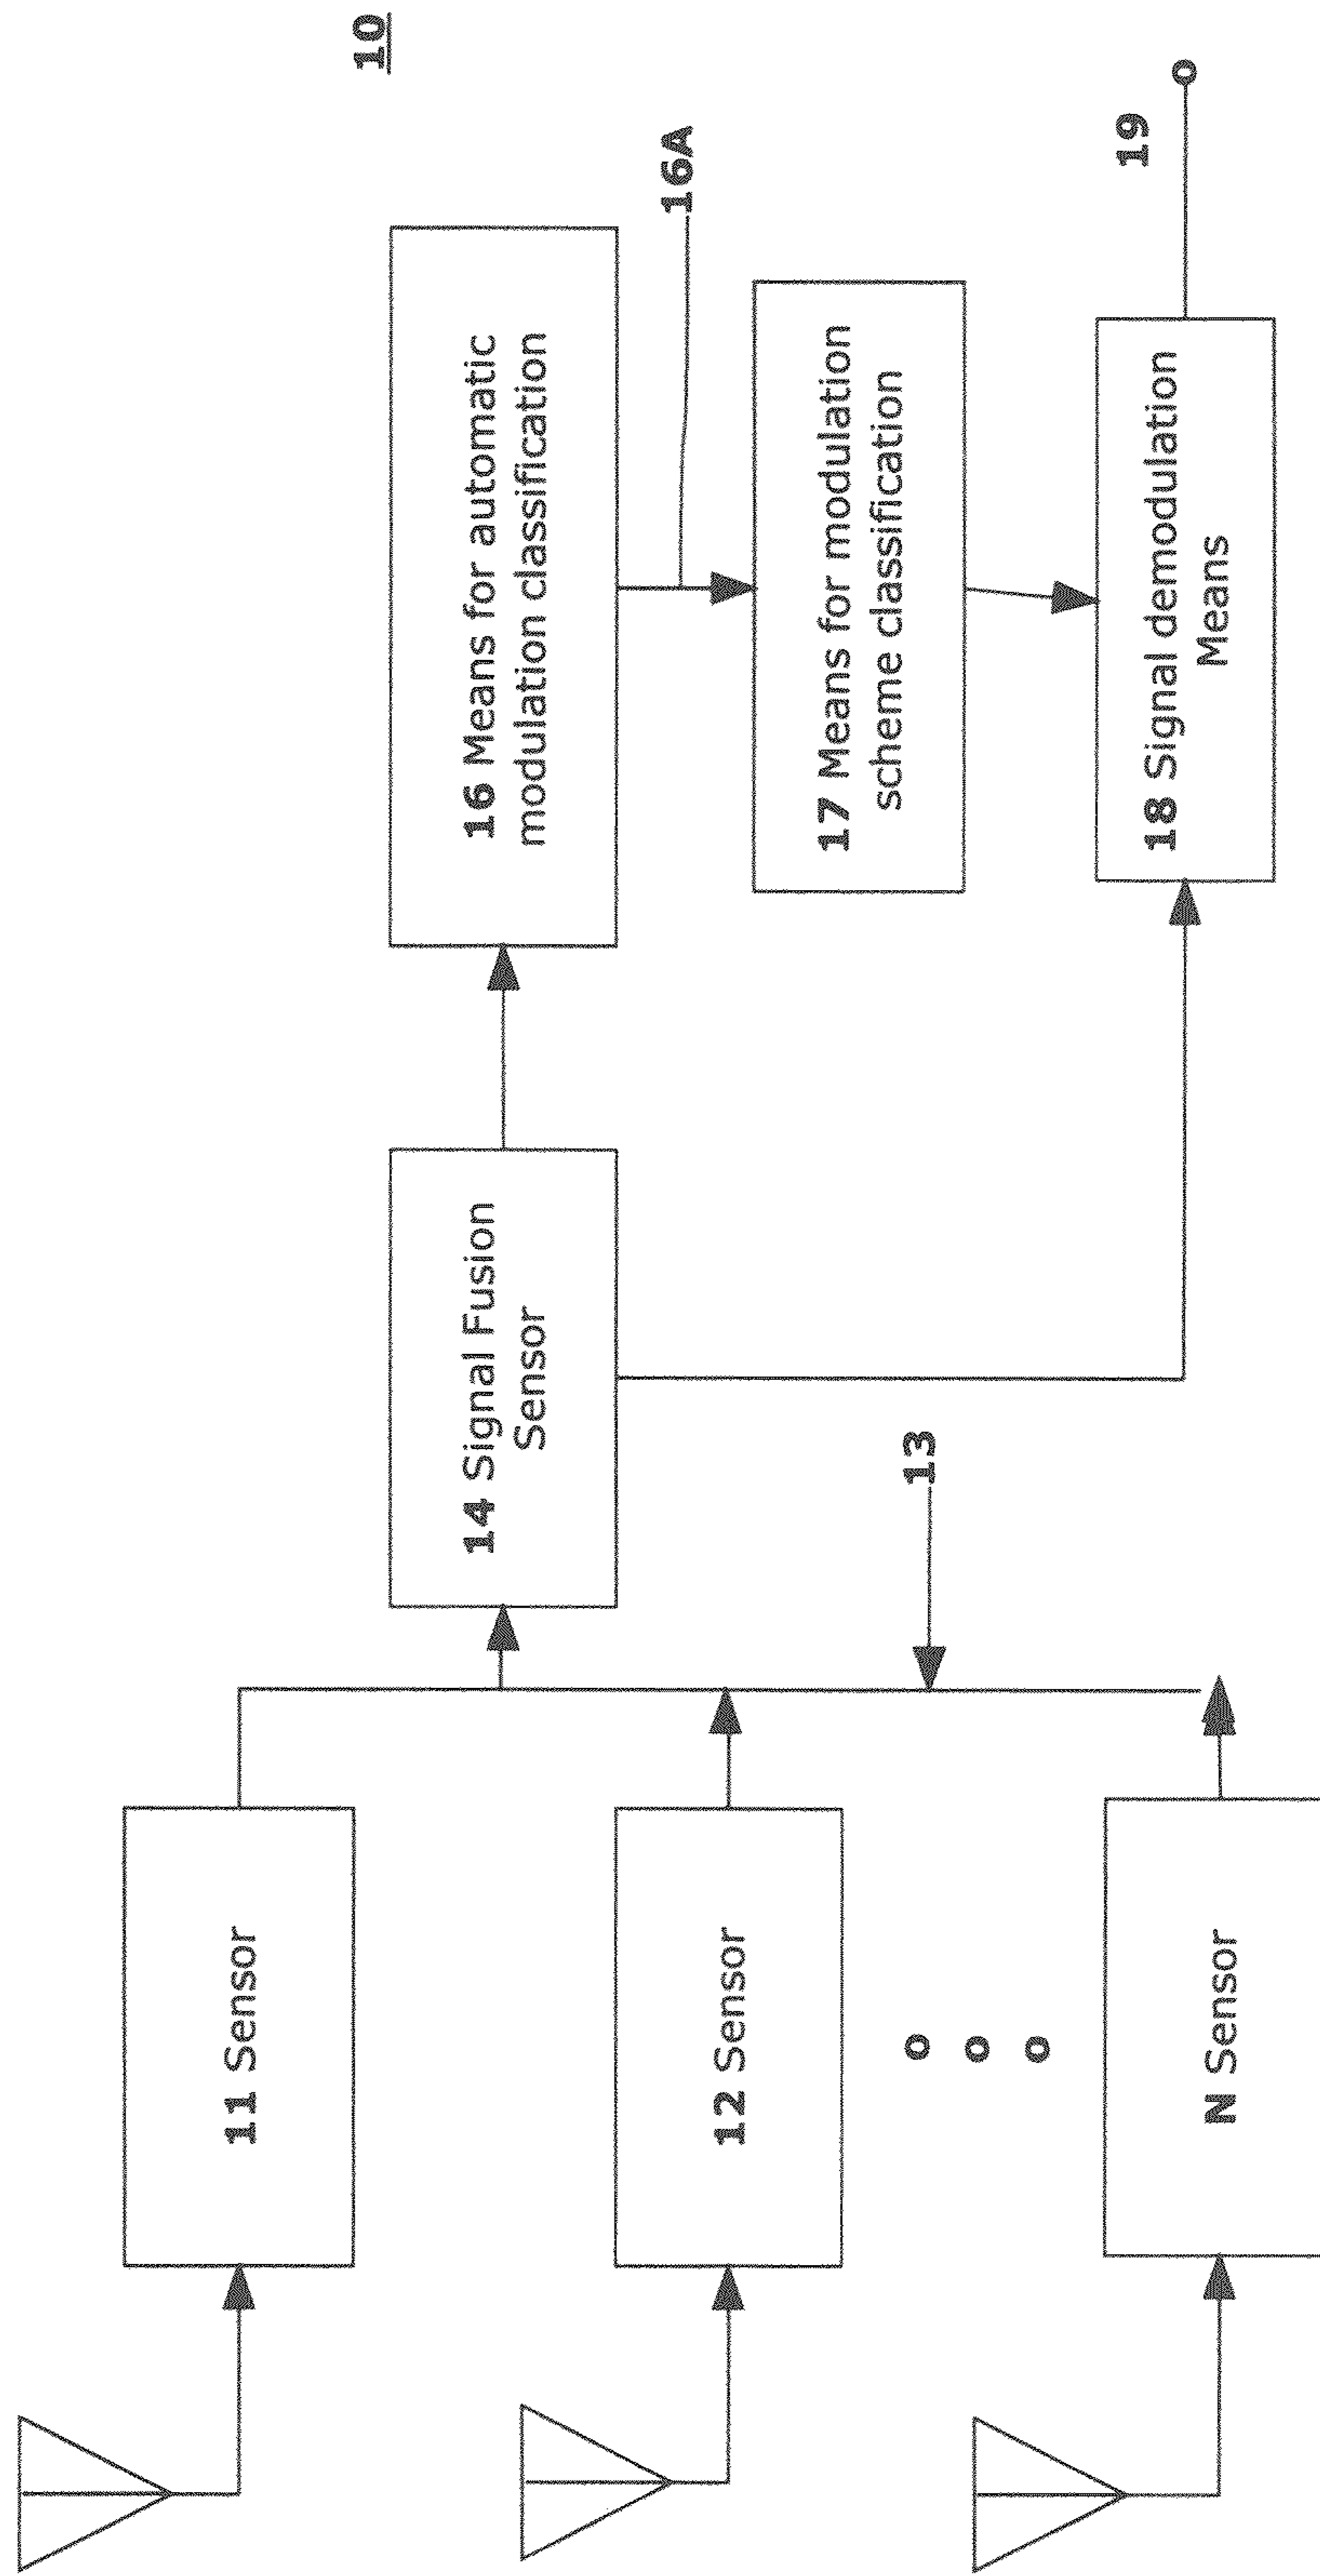 10
11 Sensor
12 Sensor
o
o
o
N Sensor
13
14 Signal Fusion
Sensor
16 Means for automatic
modulation classification
16A
17 Means for modulation
scheme classification
18 Signal demodulation
Means
19